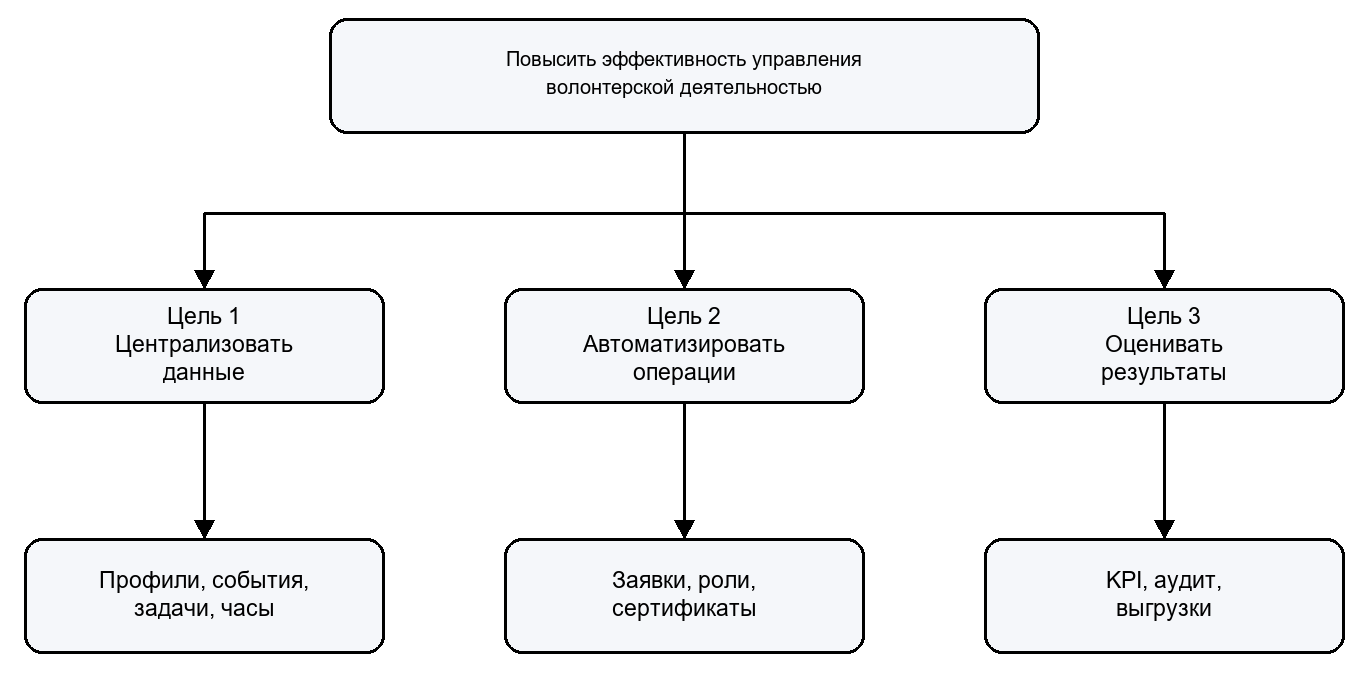 Повысить эффективность управления
волонтерской деятельностью
Цель 1
Централизовать
данные
Цель 2
Автоматизировать
операции
Цель 3
Оценивать
результаты
Профили, события,
задачи, часы
Заявки, роли,
сертификаты
KPI, аудит,
выгрузки